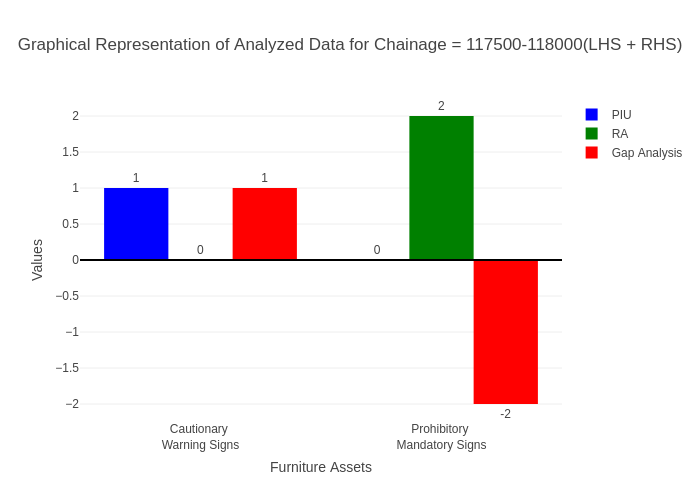 Graphical Representation of Analyzed Data for Chainage = 117500-118000(LHS + RHS)
PIU
RA
Gap Analysis
2
1.5
1
0.5
0
−0.5
−1
−1.5
−2
Values
1
0
1
0
2
-2
Cautionary
Warning Signs
Prohibitory
Mandatory Signs
Furniture Assets